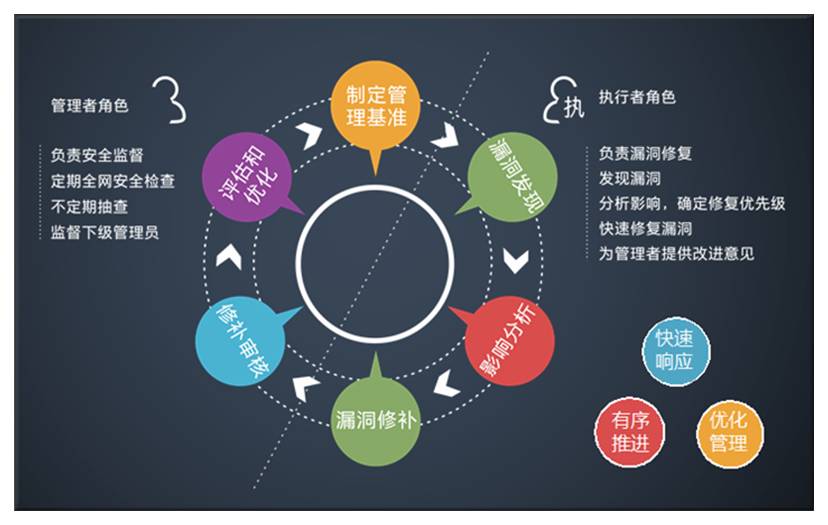 管理者角色
负责安全监督
定期全网安全检查
不定期抽查
监督下级管理员
制定管
理基准
漏洞发现
影响分析
漏洞修补
修补审核
评估和
优化
执
执行者角色
负责漏洞修复
发现漏洞
分析影响，确定修复优先级
快速修复漏洞
为管理者提供改进意见
快速
响应
有序
推进
优化
管理